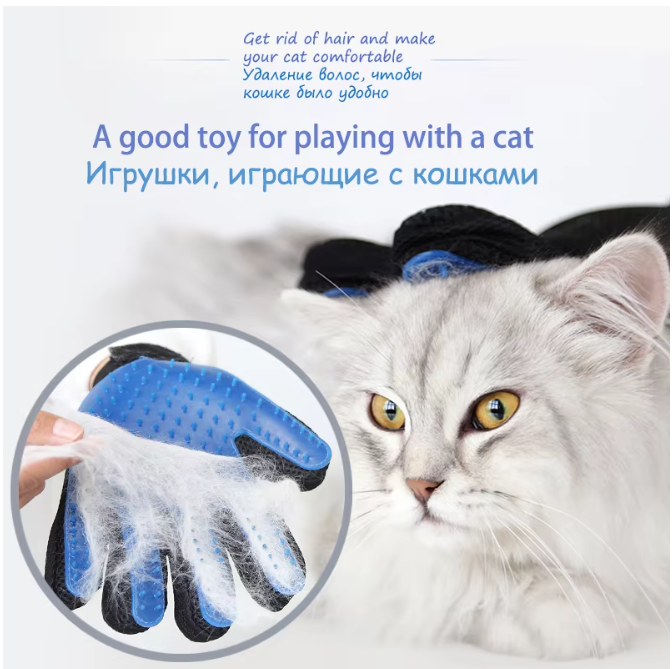 Get rid of hair and make
your cat comfortable
Удаление волос, чтобы
кошке было удобно
A good toy for playing with a cat
Игрушки, играющие с кошками